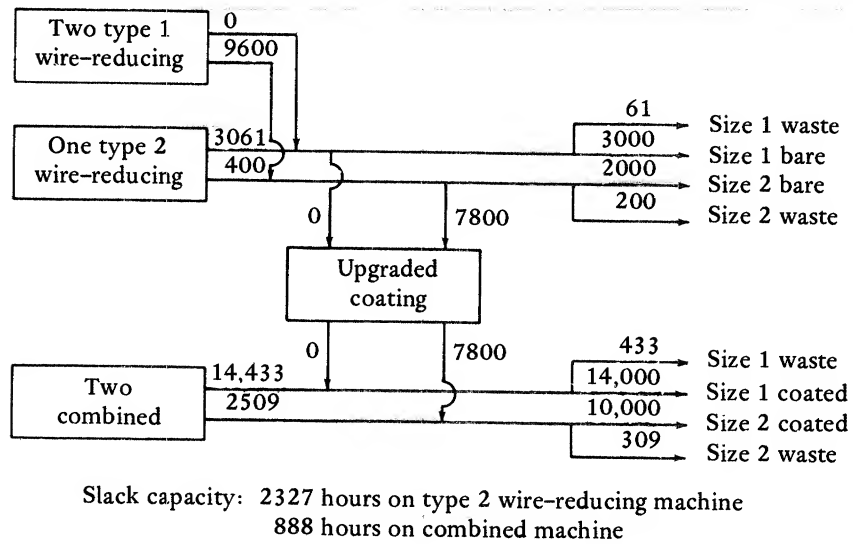 Two type 1
wire–reducing
0
9600
One type 2
wire–reducing
3061
400
61
Size 1 waste
3000
Size 1 bare
2000
Size 2 bare
200
Size 2 waste
0
7800
Upgraded
coating
0
7800
Two
combined
14,433
2509
433
Size 1 waste
14,000
Size 1 coated
10,000
Size 2 coated
309
Size 2 waste
Slack capacity: 2327 hours on type 2 wire–reducing machine
888 hours on combined machine